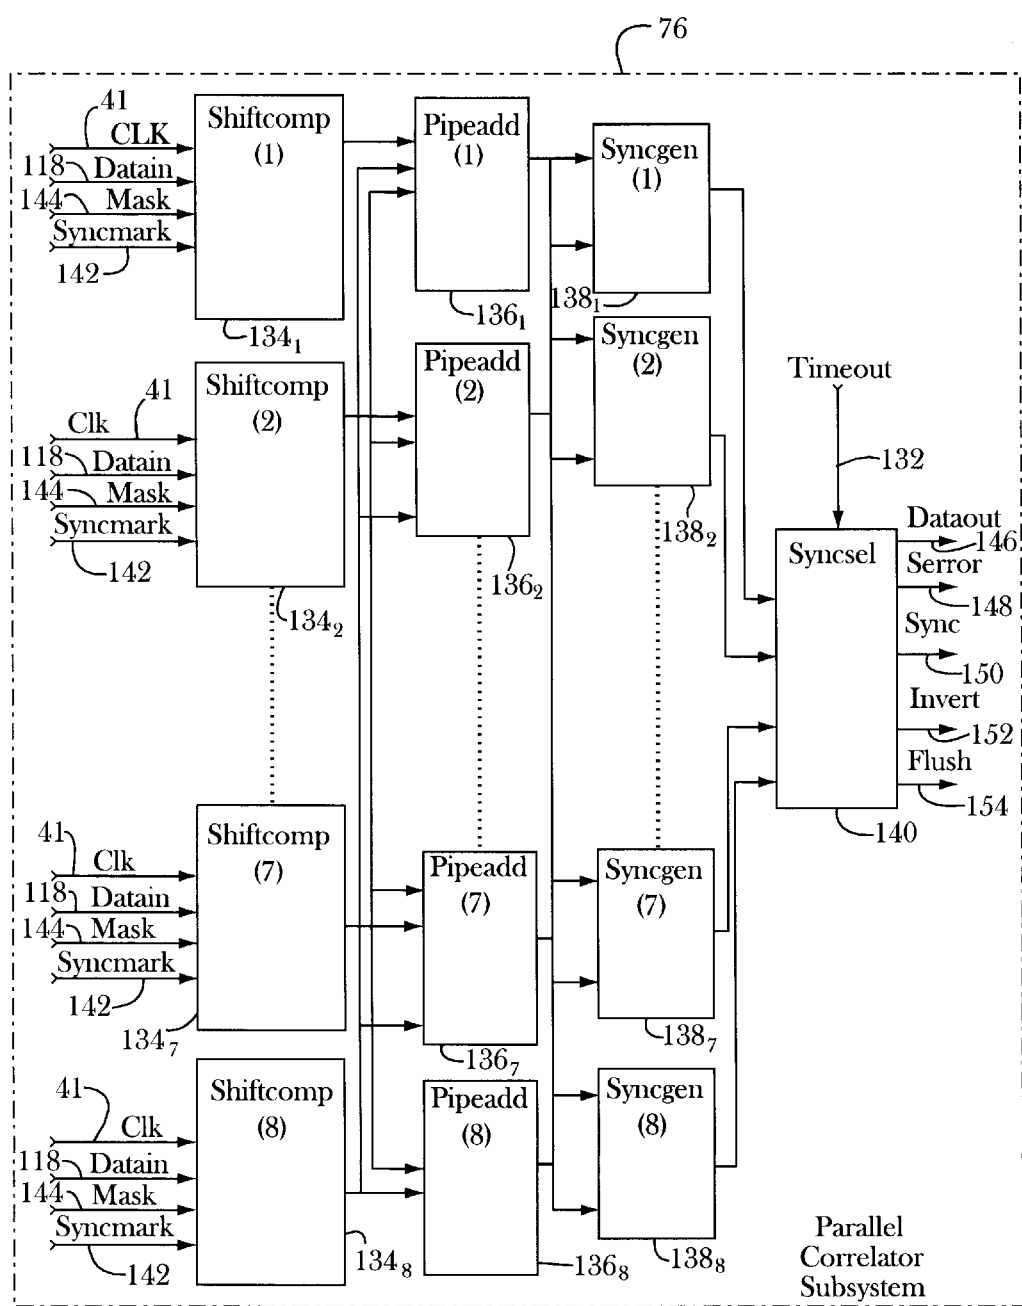 76
41
CLK
118
Datain
144
Mask
Syncmark
142
Shiftcomp
(1)
134₁
Pipeadd
(1)
136₁
Syncgen
(1)
138₁
41
Clk
118
Datain
144
Mask
Syncmark
142
Shiftcomp
(2)
134₂
Pipeadd
(2)
136₂
Syncgen
(2)
138₂
Timeout
132
Syncsel
140
Dataout
146
Serror
148
Sync
150
Invert
152
Flush
154
41
Clk
118
Datain
144
Mask
Syncmark
142
Shiftcomp
(7)
134₇
Pipeadd
(7)
136₇
Syncgen
(7)
138₇
41
Clk
118
Datain
144
Mask
Syncmark
142
Shiftcomp
(8)
134₈
Pipeadd
(8)
136₈
Syncgen
(8)
138₈
Parallel
Correlator
Subsystem